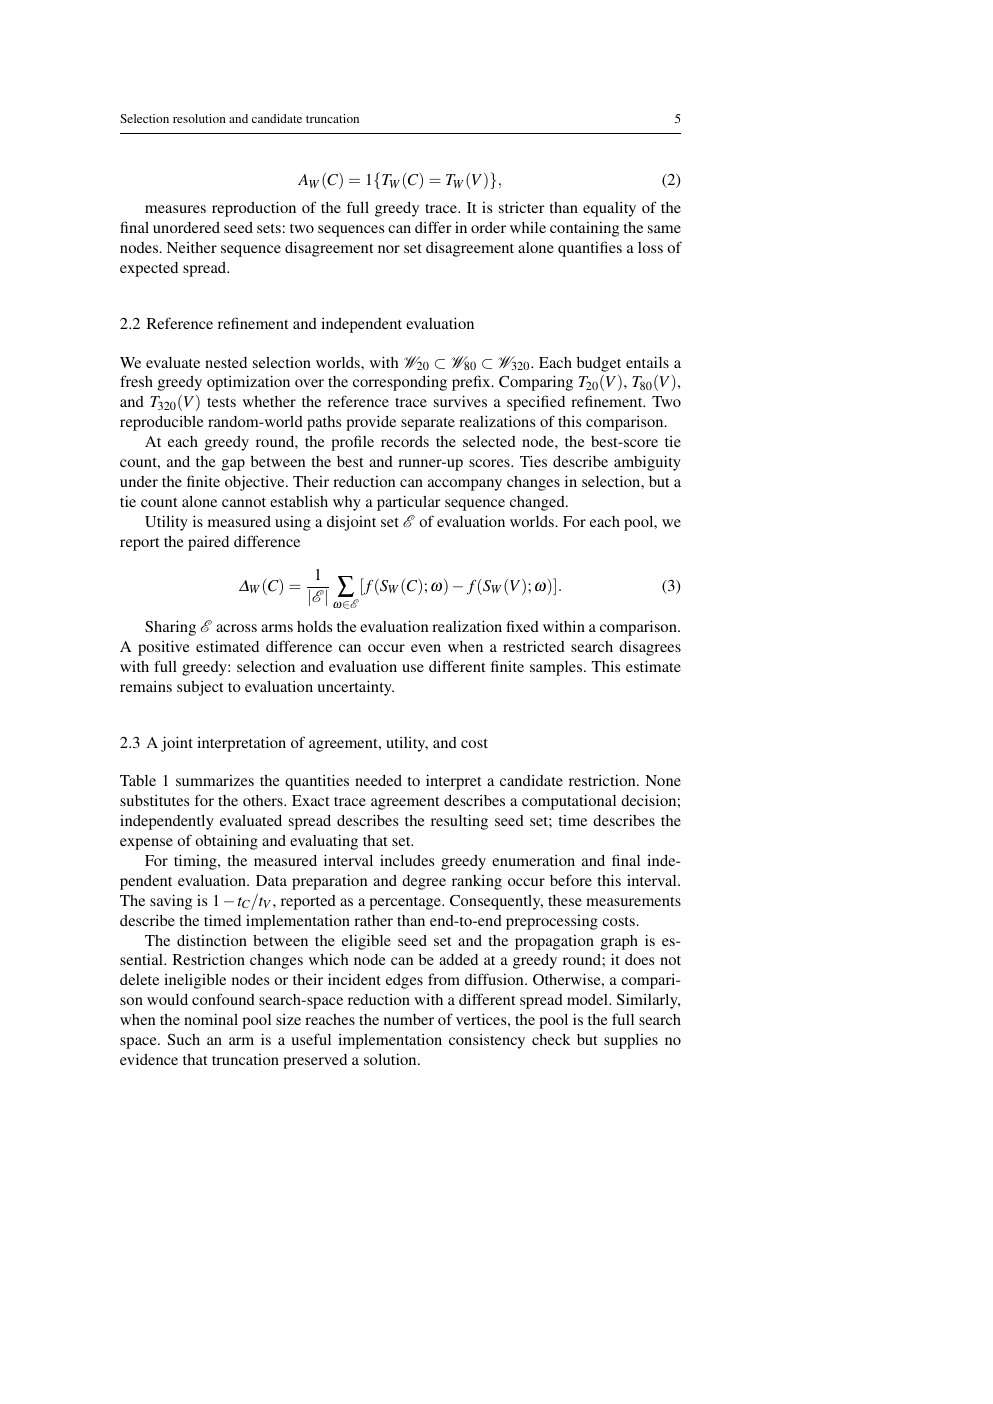 Selection resolution and candidate truncation 5
A_W(C) = 1{T_W(C) = T_W(V)}, (2)
measures reproduction of the full greedy trace. It is stricter than equality of the
final unordered seed sets: two sequences can differ in order while containing the same
nodes. Neither sequence disagreement nor set disagreement alone quantifies a loss of
expected spread.
2.2 Reference refinement and independent evaluation
We evaluate nested selection worlds, with 𝒲_20 ⊂ 𝒲_80 ⊂ 𝒲_320. Each budget entails a
fresh greedy optimization over the corresponding prefix. Comparing T_20(V), T_80(V),
and T_320(V) tests whether the reference trace survives a specified refinement. Two
reproducible random-world paths provide separate realizations of this comparison.
At each greedy round, the profile records the selected node, the best-score tie
count, and the gap between the best and runner-up scores. Ties describe ambiguity
under the finite objective. Their reduction can accompany changes in selection, but a
tie count alone cannot establish why a particular sequence changed.
Utility is measured using a disjoint set ℰ of evaluation worlds. For each pool, we
report the paired difference
Δ_W(C) = 1/|ℰ| ∑_{ω∈ℰ} [f(S_W(C); ω) − f(S_W(V); ω)]. (3)
Sharing ℰ across arms holds the evaluation realization fixed within a comparison.
A positive estimated difference can occur even when a restricted search disagrees
with full greedy: selection and evaluation use different finite samples. This estimate
remains subject to evaluation uncertainty.
2.3 A joint interpretation of agreement, utility, and cost
Table 1 summarizes the quantities needed to interpret a candidate restriction. None
substitutes for the others. Exact trace agreement describes a computational decision;
independently evaluated spread describes the resulting seed set; time describes the
expense of obtaining and evaluating that set.
For timing, the measured interval includes greedy enumeration and final inde-
pendent evaluation. Data preparation and degree ranking occur before this interval.
The saving is 1 − t_C/t_V, reported as a percentage. Consequently, these measurements
describe the timed implementation rather than end-to-end preprocessing costs.
The distinction between the eligible seed set and the propagation graph is es-
sential. Restriction changes which node can be added at a greedy round; it does not
delete ineligible nodes or their incident edges from diffusion. Otherwise, a compari-
son would confound search-space reduction with a different spread model. Similarly,
when the nominal pool size reaches the number of vertices, the pool is the full search
space. Such an arm is a useful implementation consistency check but supplies no
evidence that truncation preserved a solution.